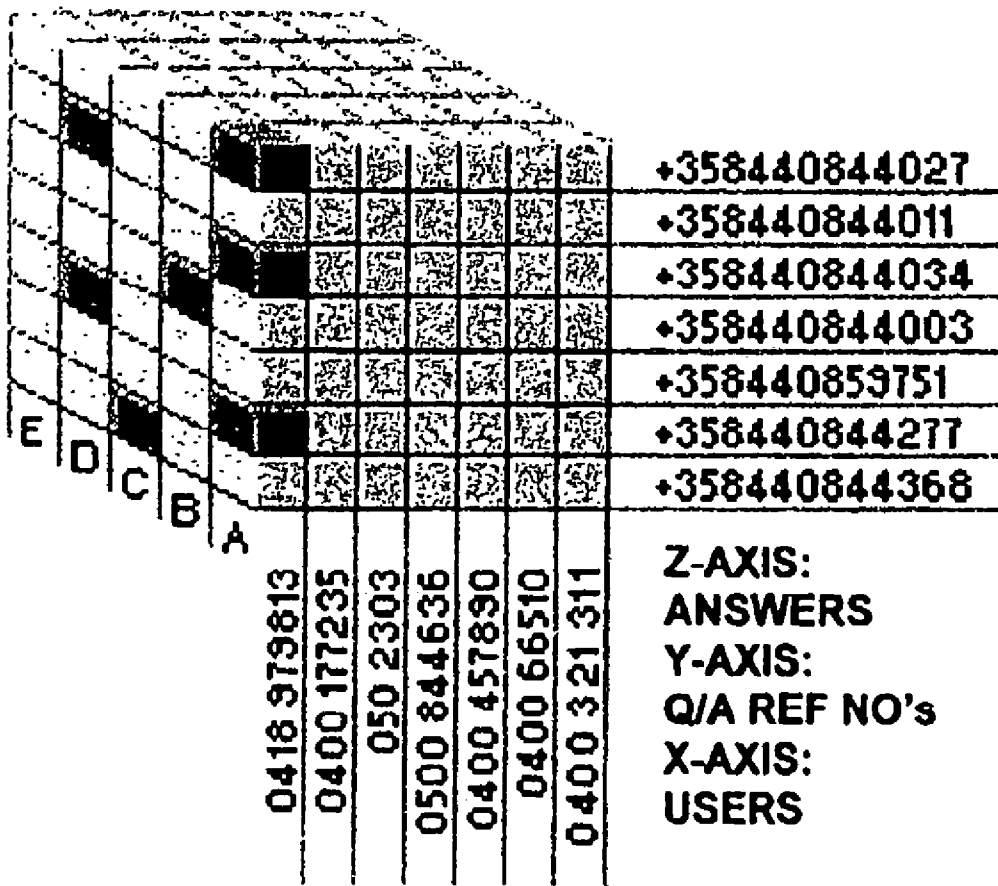 +358440844027
+358440844011
+358440844034
+358440844003
+358440859751
+358440844277
+358440844368
E
D
C
B
A
0418 979813
0400 177235
050 2303
0500 844636
0400 457890
0400 66510
0400 321 311
Z-AXIS:
ANSWERS
Y-AXIS:
Q/A REF NO's
X-AXIS:
USERS